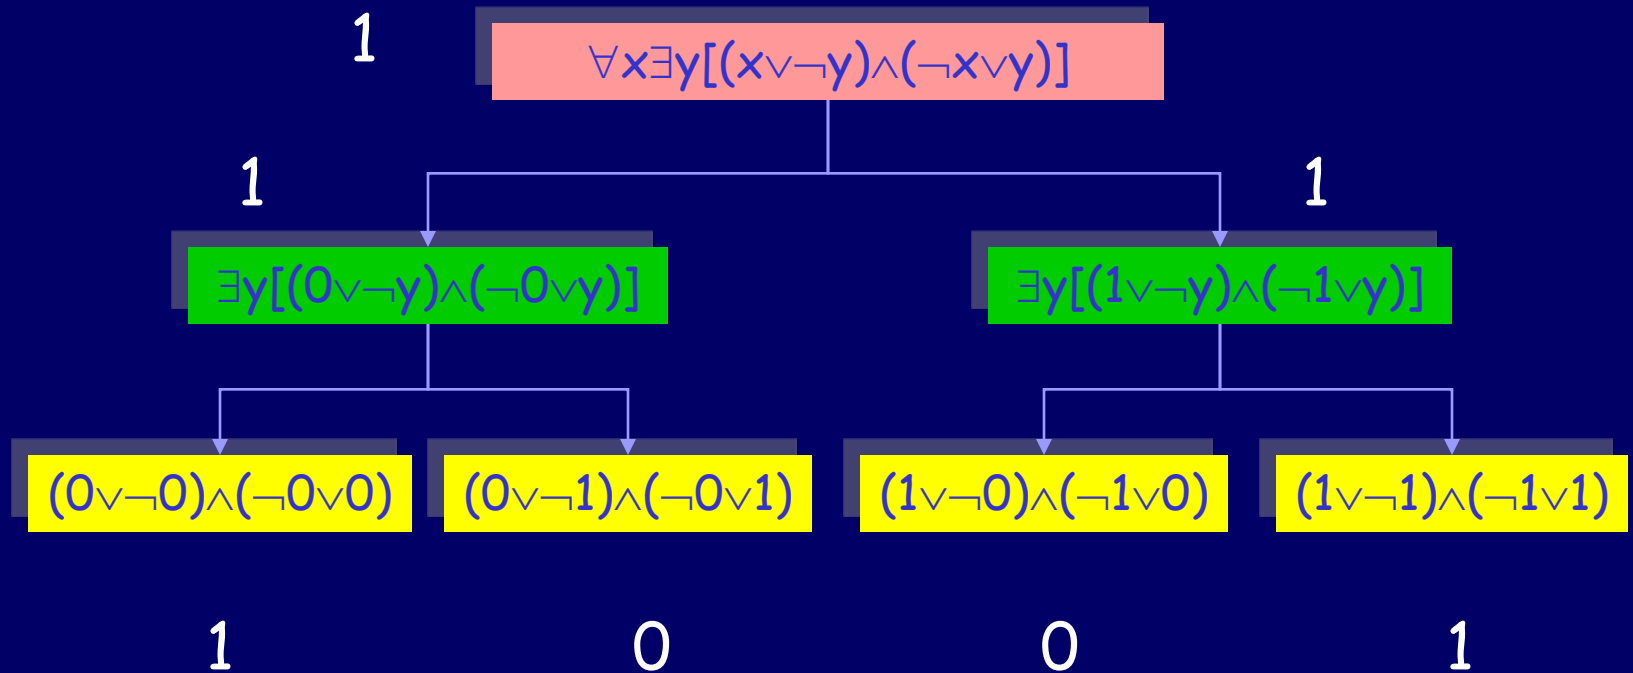 1
∀x∃y[(x∨¬y)∧(¬x∨y)]
1 1
∃y[(0∨¬y)∧(¬0∨y)] ∃y[(1∨¬y)∧(¬1∨y)]
(0∨¬0)∧(¬0∨0) (0∨¬1)∧(¬0∨1) (1∨¬0)∧(¬1∨0) (1∨¬1)∧(¬1∨1)
1 0 0 1